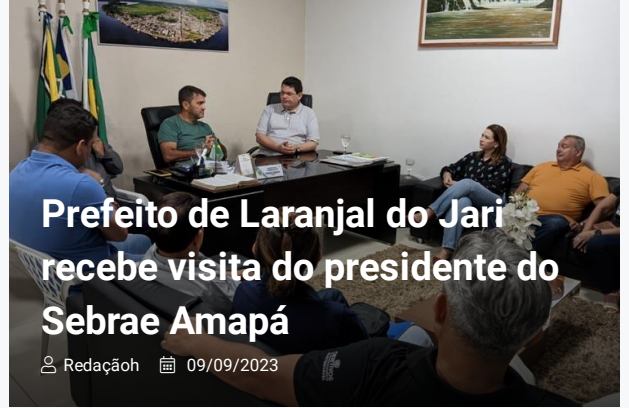 Prefeito de Laranjal do Jari
recebe visita do presidente do
Sebrae Amapá
Redaçãoh 09/09/2023